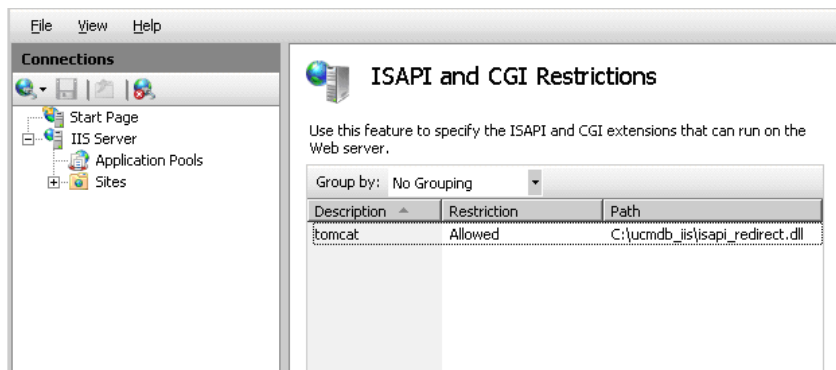 File View Help
Connections
Start Page
IIS Server
Application Pools
Sites
ISAPI and CGI Restrictions
Use this feature to specify the ISAPI and CGI extensions that can run on the
Web server.
Group by: No Grouping
Description Restriction Path
tomcat Allowed C:\ucmdb_iis\isapi_redirect.dll